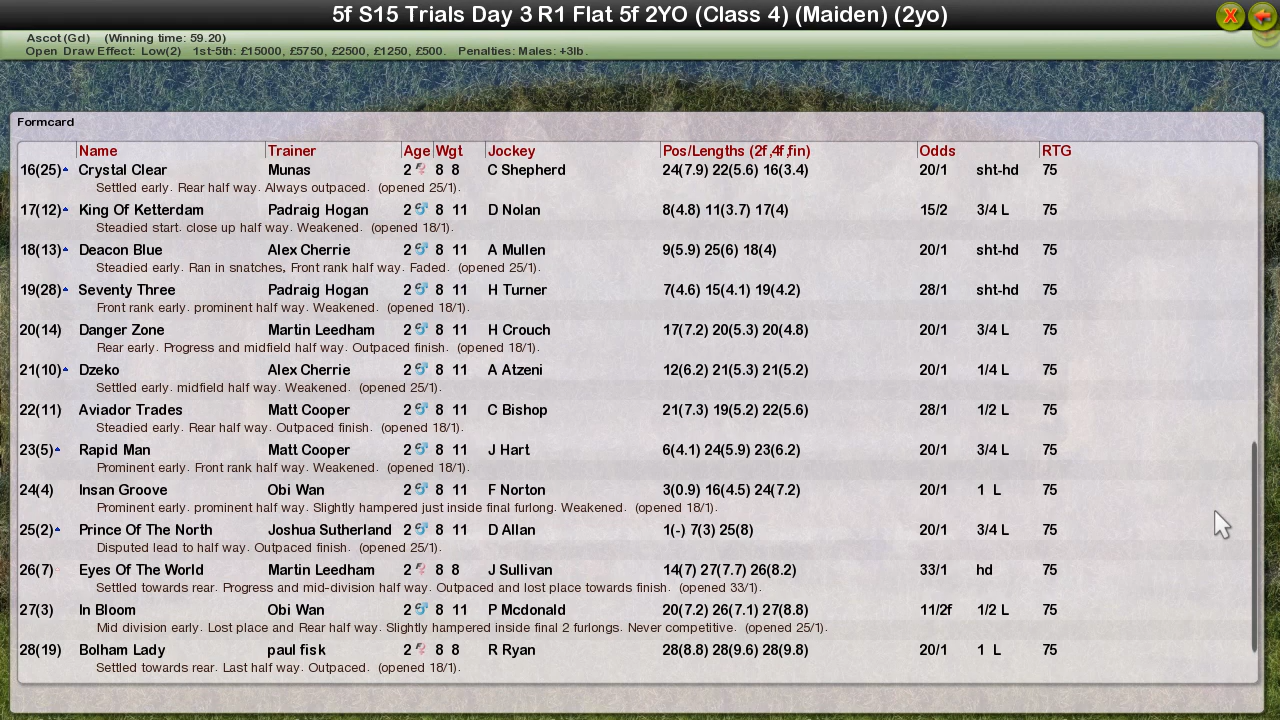 5f S15 Trials Day 3 R1 Flat 5f 2YO (Class 4) (Maiden) (2yo)
X
Ascot(Gd) (Winning time: 59.20)
Open Draw Effect: Low(2) 1st-5th: £15000, £5750, £2500, £1250, £500. Penalties: Males: +3lb.
Formcard
Name Trainer Age Wgt Jockey Pos/Lengths (2f,4f,fin) Odds RTG
16(25) Crystal Clear Munas 2 8 8 C Shepherd 24(7.9) 22(5.6) 16(3.4) 20/1 sht-hd 75
Settled early. Rear half way. Always outpaced. (opened 25/1).
17(12) King Of Ketterdam Padraig Hogan 2 8 11 D Nolan 8(4.8) 11(3.7) 17(4) 15/2 3/4 L 75
Steadied start. close up half way. Weakened. (opened 18/1).
18(13) Deacon Blue Alex Cherrie 2 8 11 A Mullen 9(5.9) 25(6) 18(4) 20/1 sht-hd 75
Steadied early. Ran in snatches, Front rank half way. Faded. (opened 25/1).
19(28) Seventy Three Padraig Hogan 2 8 11 H Turner 7(4.6) 15(4.1) 19(4.2) 28/1 sht-hd 75
Front rank early. prominent half way. Weakened. (opened 18/1).
20(14) Danger Zone Martin Leedham 2 8 11 H Crouch 17(7.2) 20(5.3) 20(4.8) 20/1 3/4 L 75
Rear early. Progress and midfield half way. Outpaced finish. (opened 18/1).
21(10) Dzeko Alex Cherrie 2 8 11 A Atzeni 12(6.2) 21(5.3) 21(5.2) 20/1 1/4 L 75
Settled early. midfield half way. Weakened. (opened 25/1).
22(11) Aviador Trades Matt Cooper 2 8 11 C Bishop 21(7.3) 19(5.2) 22(5.6) 28/1 1/2 L 75
Steadied early. Rear half way. Outpaced finish. (opened 18/1).
23(5) Rapid Man Matt Cooper 2 8 11 J Hart 6(4.1) 24(5.9) 23(6.2) 20/1 3/4 L 75
Prominent early. Front rank half way. Weakened. (opened 18/1).
24(4) Insan Groove Obi Wan 2 8 11 F Norton 3(0.9) 16(4.5) 24(7.2) 20/1 1 L 75
Prominent early. prominent half way. Slightly hampered just inside final furlong. Weakened. (opened 18/1).
25(2) Prince Of The North Joshua Sutherland 2 8 11 D Allan 1(-) 7(3) 25(8) 20/1 3/4 L 75
Disputed lead to half way. Outpaced finish. (opened 25/1).
26(7) Eyes Of The World Martin Leedham 2 8 8 J Sullivan 14(7) 27(7.7) 26(8.2) 33/1 hd 75
Settled towards rear. Progress and mid-division half way. Outpaced and lost place towards finish. (opened 33/1).
27(3) In Bloom Obi Wan 2 8 11 P Mcdonald 20(7.2) 26(7.1) 27(8.8) 11/2f 1/2 L 75
Mid division early. Lost place and Rear half way. Slightly hampered inside final 2 furlongs. Never competitive. (opened 25/1).
28(19) Bolham Lady paul fisk 2 8 8 R Ryan 28(8.8) 28(9.6) 28(9.8) 20/1 1 L 75
Settled towards rear. Last half way. Outpaced. (opened 18/1).